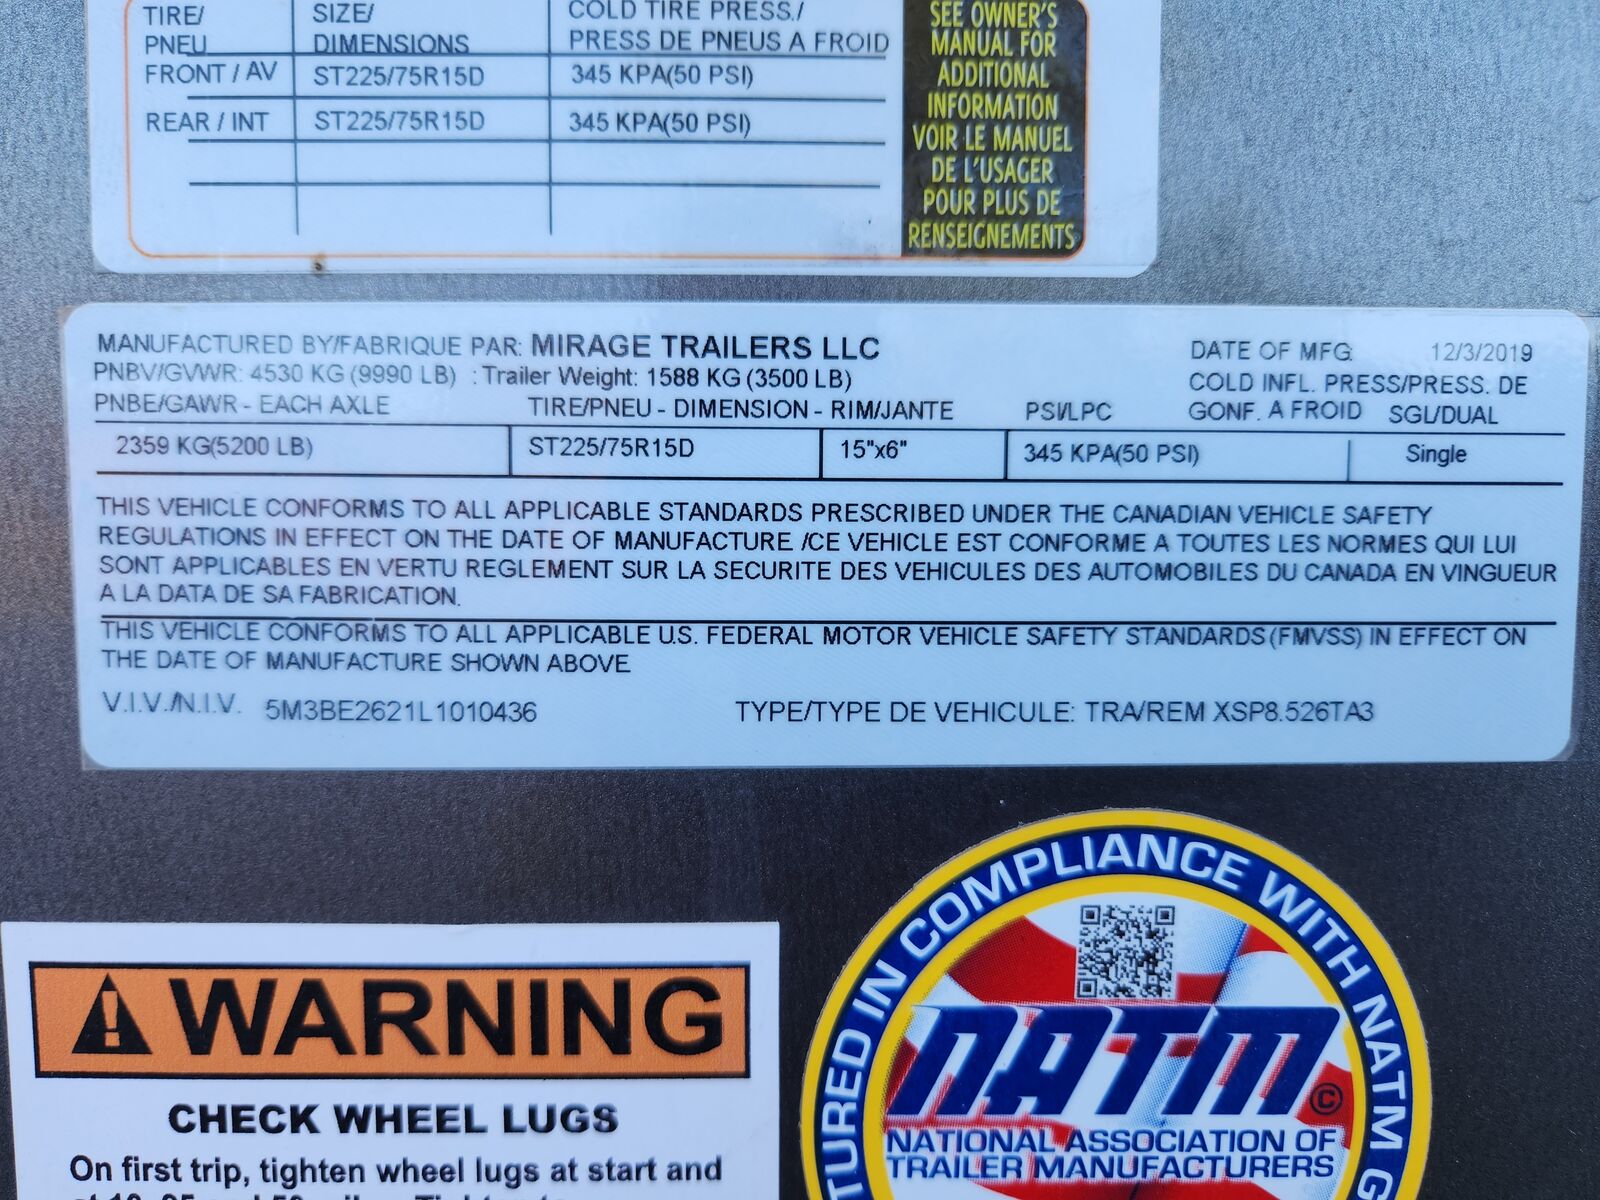 TIRE/ SIZE/ COLD TIRE PRESS./
PNEU DIMENSIONS PRESS DE PNEUS A FROID
FRONT / AV ST225/75R15D 345 KPA(50 PSI)
REAR / INT ST225/75R15D 345 KPA(50 PSI)
SEE OWNER'S
MANUAL FOR
ADDITIONAL
INFORMATION
VOIR LE MANUEL
DE L'USAGER
POUR PLUS DE
RENSEIGNEMENTS
MANUFACTURED BY/FABRIQUE PAR: MIRAGE TRAILERS LLC DATE OF MFG 12/3/2019
PNBV/GVWR: 4530 KG (9990 LB) : Trailer Weight: 1588 KG (3500 LB) COLD INFL. PRESS/PRESS. DE
PNBE/GAWR - EACH AXLE TIRE/PNEU - DIMENSION - RIM/JANTE PSI/LPC GONF. A FROID SGL/DUAL
2359 KG(5200 LB) ST225/75R15D 15"x6" 345 KPA(50 PSI) Single
THIS VEHICLE CONFORMS TO ALL APPLICABLE STANDARDS PRESCRIBED UNDER THE CANADIAN VEHICLE SAFETY
REGULATIONS IN EFFECT ON THE DATE OF MANUFACTURE /CE VEHICLE EST CONFORME A TOUTES LES NORMES QUI LUI
SONT APPLICABLES EN VERTU REGLEMENT SUR LA SECURITE DES VEHICULES DES AUTOMOBILES DU CANADA EN VINGUEUR
A LA DATA DE SA FABRICATION.
THIS VEHICLE CONFORMS TO ALL APPLICABLE U.S. FEDERAL MOTOR VEHICLE SAFETY STANDARDS (FMVSS) IN EFFECT ON
THE DATE OF MANUFACTURE SHOWN ABOVE
V.I.V./N.I.V. 5M3BE2621L1010436 TYPE/TYPE DE VEHICULE: TRA/REM XSP8.526TA3
WARNING
CHECK WHEEL LUGS
On first trip, tighten wheel lugs at start and
TURED IN COMPLIANCE WITH NATM G
NATM ©
NATIONAL ASSOCIATION OF
TRAILER MANUFACTURERS